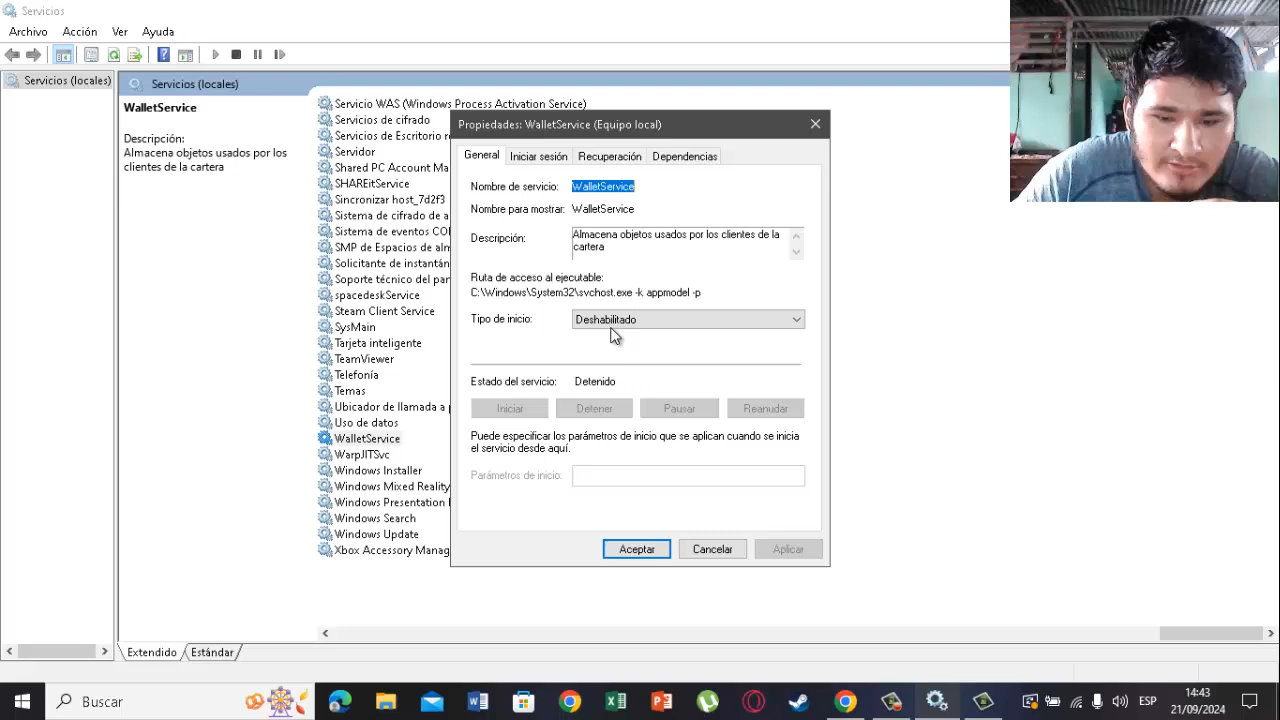 Servicios
Archivo Acción Ver Ayuda
Servicios (locales)
Servicios (locales)
WalletService
Descripción:
Almacena objetos usados por los
clientes de la cartera
Servicio WAS (Windows Process Activation Service)
Servicios de cifrado
Servicios de Escritorio r
Servidor
Shared PC Account Ma
SHAREitService
Sincronizar host_7d2f3
Sistema de cifrado de a
Sistema de eventos CO
SMP de Espacios de alm
Solicitante de instantán
Soporte técnico del par
spacedeskService
Steam Client Service
SysMain
Tarjeta inteligente
TeamViewer
Telefonía
Temas
Ubicador de llamada a p
Uso de datos
WalletService
WarpJITSvc
Windows Installer
Windows Mixed Reality
Windows Presentation
Windows Search
Windows Update
Xbox Accessory Manag
Propiedades: WalletService (Equipo local)
General Iniciar sesión Recuperación Dependencias
Nombre de servicio: WalletService
Nombre para mostrar: WalletService
Descripción: Almacena objetos usados por los clientes de la
cartera
Ruta de acceso al ejecutable:
C:\Windows\System32\svchost.exe -k appmodel -p
Tipo de inicio: Deshabilitado
Estado del servicio: Detenido
Iniciar Detener Pausar Reanudar
Puede especificar los parámetros de inicio que se aplican cuando se inicia
el servicio desde aquí.
Parámetros de inicio:
Aceptar Cancelar Aplicar
Extendido Estándar
Buscar
ESP
14:43
21/09/2024